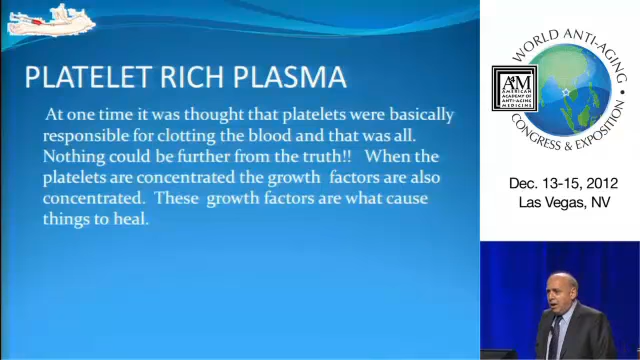 PLATELET RICH PLASMA
At one time it was thought that platelets were basically
responsible for clotting the blood and that was all.
Nothing could be further from the truth!! When the
platelets are concentrated the growth factors are also
concentrated. These growth factors are what cause
things to heal.
WORLD ANTI-AGING
A4M
AMERICAN
ACADEMY OF
ANTI-AGING
MEDICINE
CONGRESS & EXPOSITION
Dec. 13-15, 2012
Las Vegas, NV